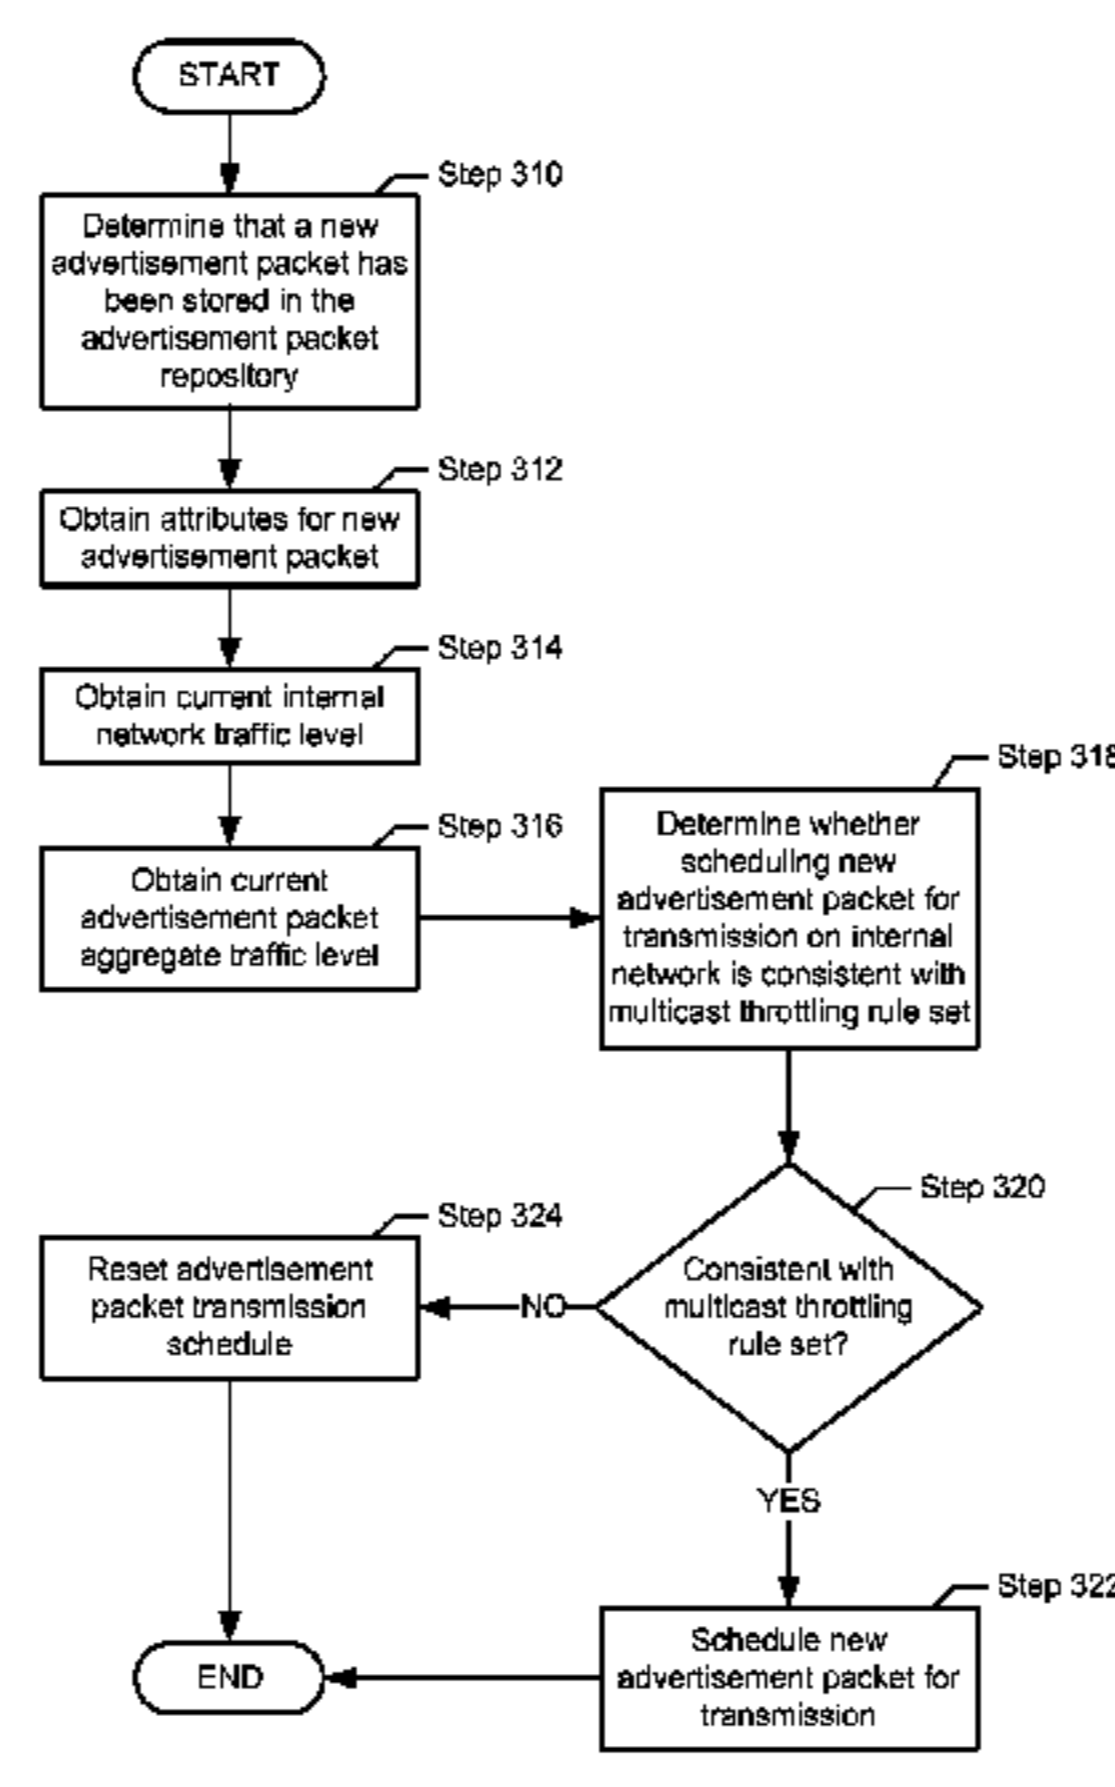 START
Step 310
Determine that a new
advertisement packet has
been stored in the
advertisement packet
repository
Step 312
Obtain attributes for new
advertisement packet
Step 314
Obtain current internal
network traffic level
Step 316
Obtain current
advertisement packet
aggregate traffic level
Step 318
Determine whether
scheduling new
advertisement packet for
transmission on internal
network is consistent with
multicast throttling rule set
Step 320
Consistent with
multicast throttling
rule set?
NO
Step 324
Reset advertisement
packet transmission
schedule
YES
Step 322
Schedule new
advertisement packet for
transmission
END